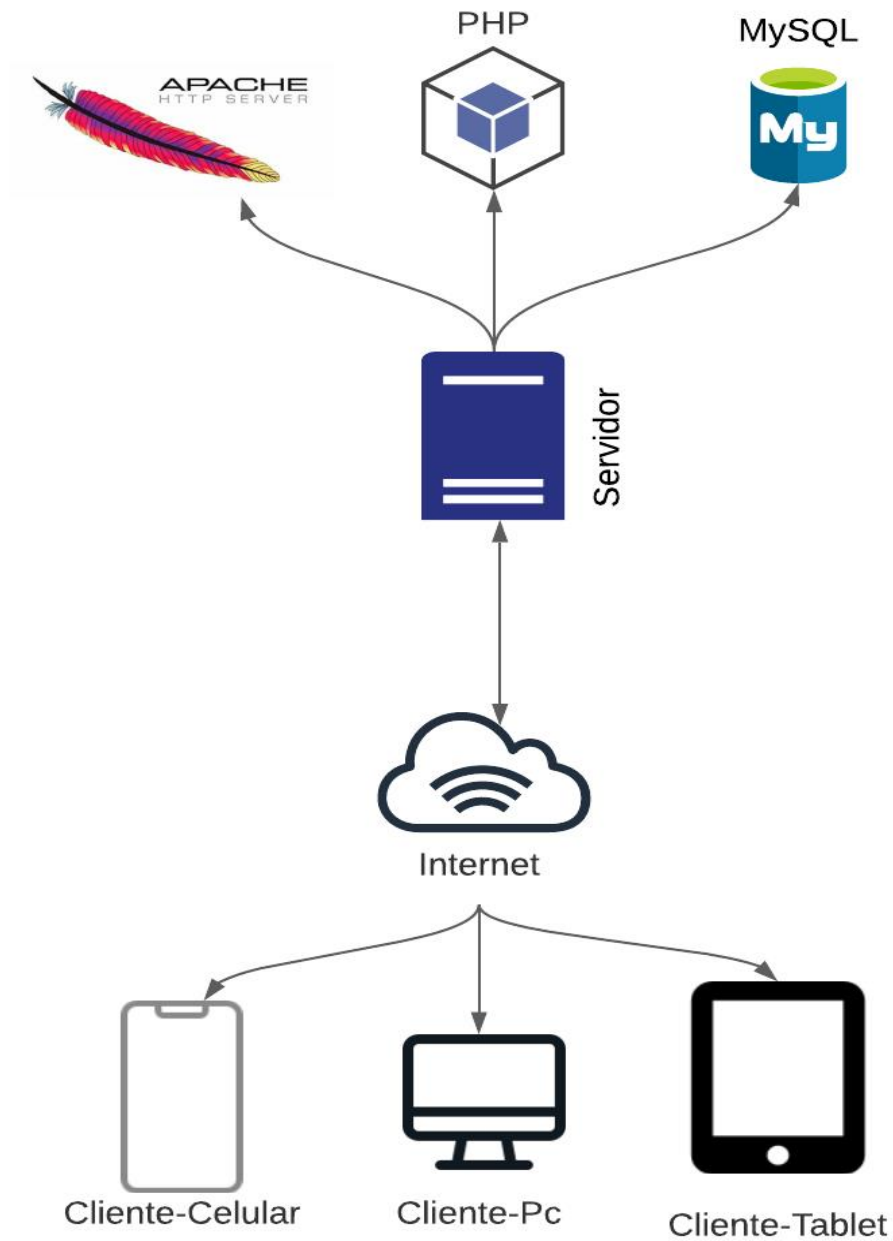 PHP
MySQL
APACHE
HTTP SERVER
My
Servidor
Internet
Cliente-Celular
Cliente-Pc
Cliente-Tablet